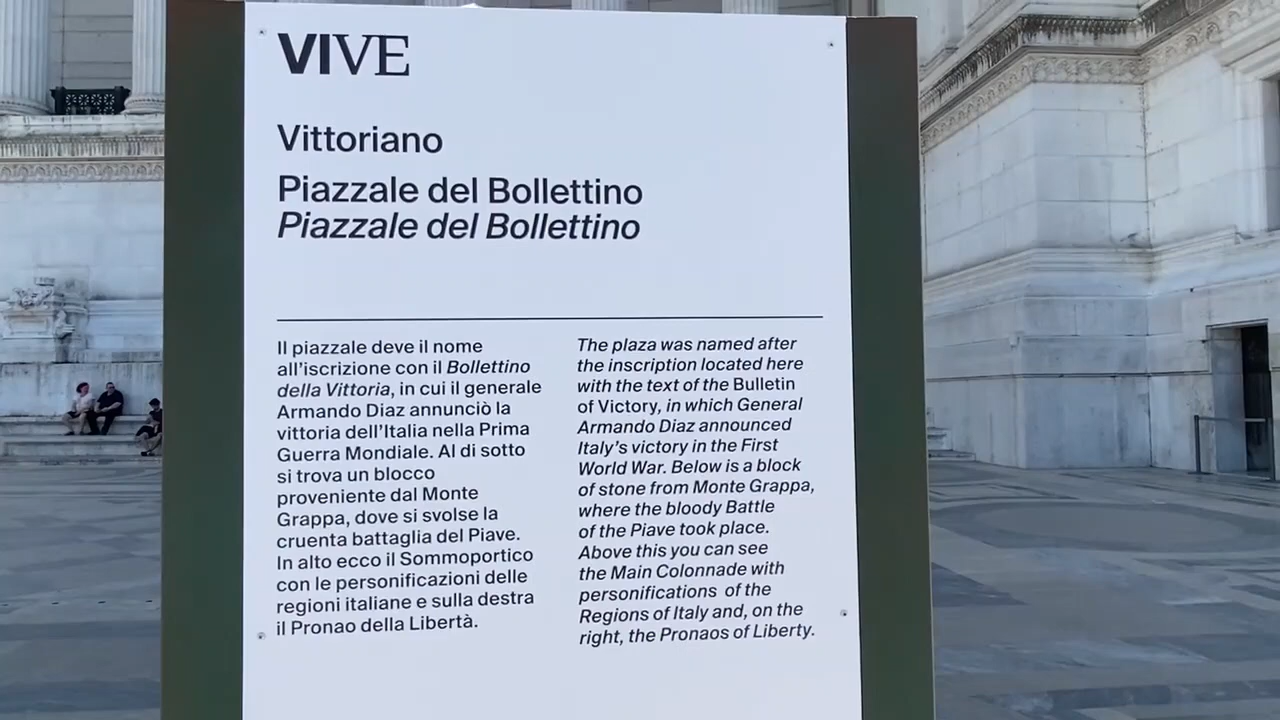 VIVE
Vittoriano
Piazzale del Bollettino
Piazzale del Bollettino
Il piazzale deve il nome
all'iscrizione con il Bollettino
della Vittoria, in cui il generale
Armando Diaz annunciò la
vittoria dell'Italia nella Prima
Guerra Mondiale. Al di sotto
si trova un blocco
proveniente dal Monte
Grappa, dove si svolse la
cruenta battaglia del Piave.
In alto ecco il Sommoportico
con le personificazioni delle
regioni italiane e sulla destra
il Pronao della Libertà.
The plaza was named after
the inscription located here
with the text of the Bulletin
of Victory, in which General
Armando Diaz announced
Italy's victory in the First
World War. Below is a block
of stone from Monte Grappa,
where the bloody Battle
of the Piave took place.
Above this you can see
the Main Colonnade with
personifications of the
Regions of Italy and, on the
right, the Pronaos of Liberty.